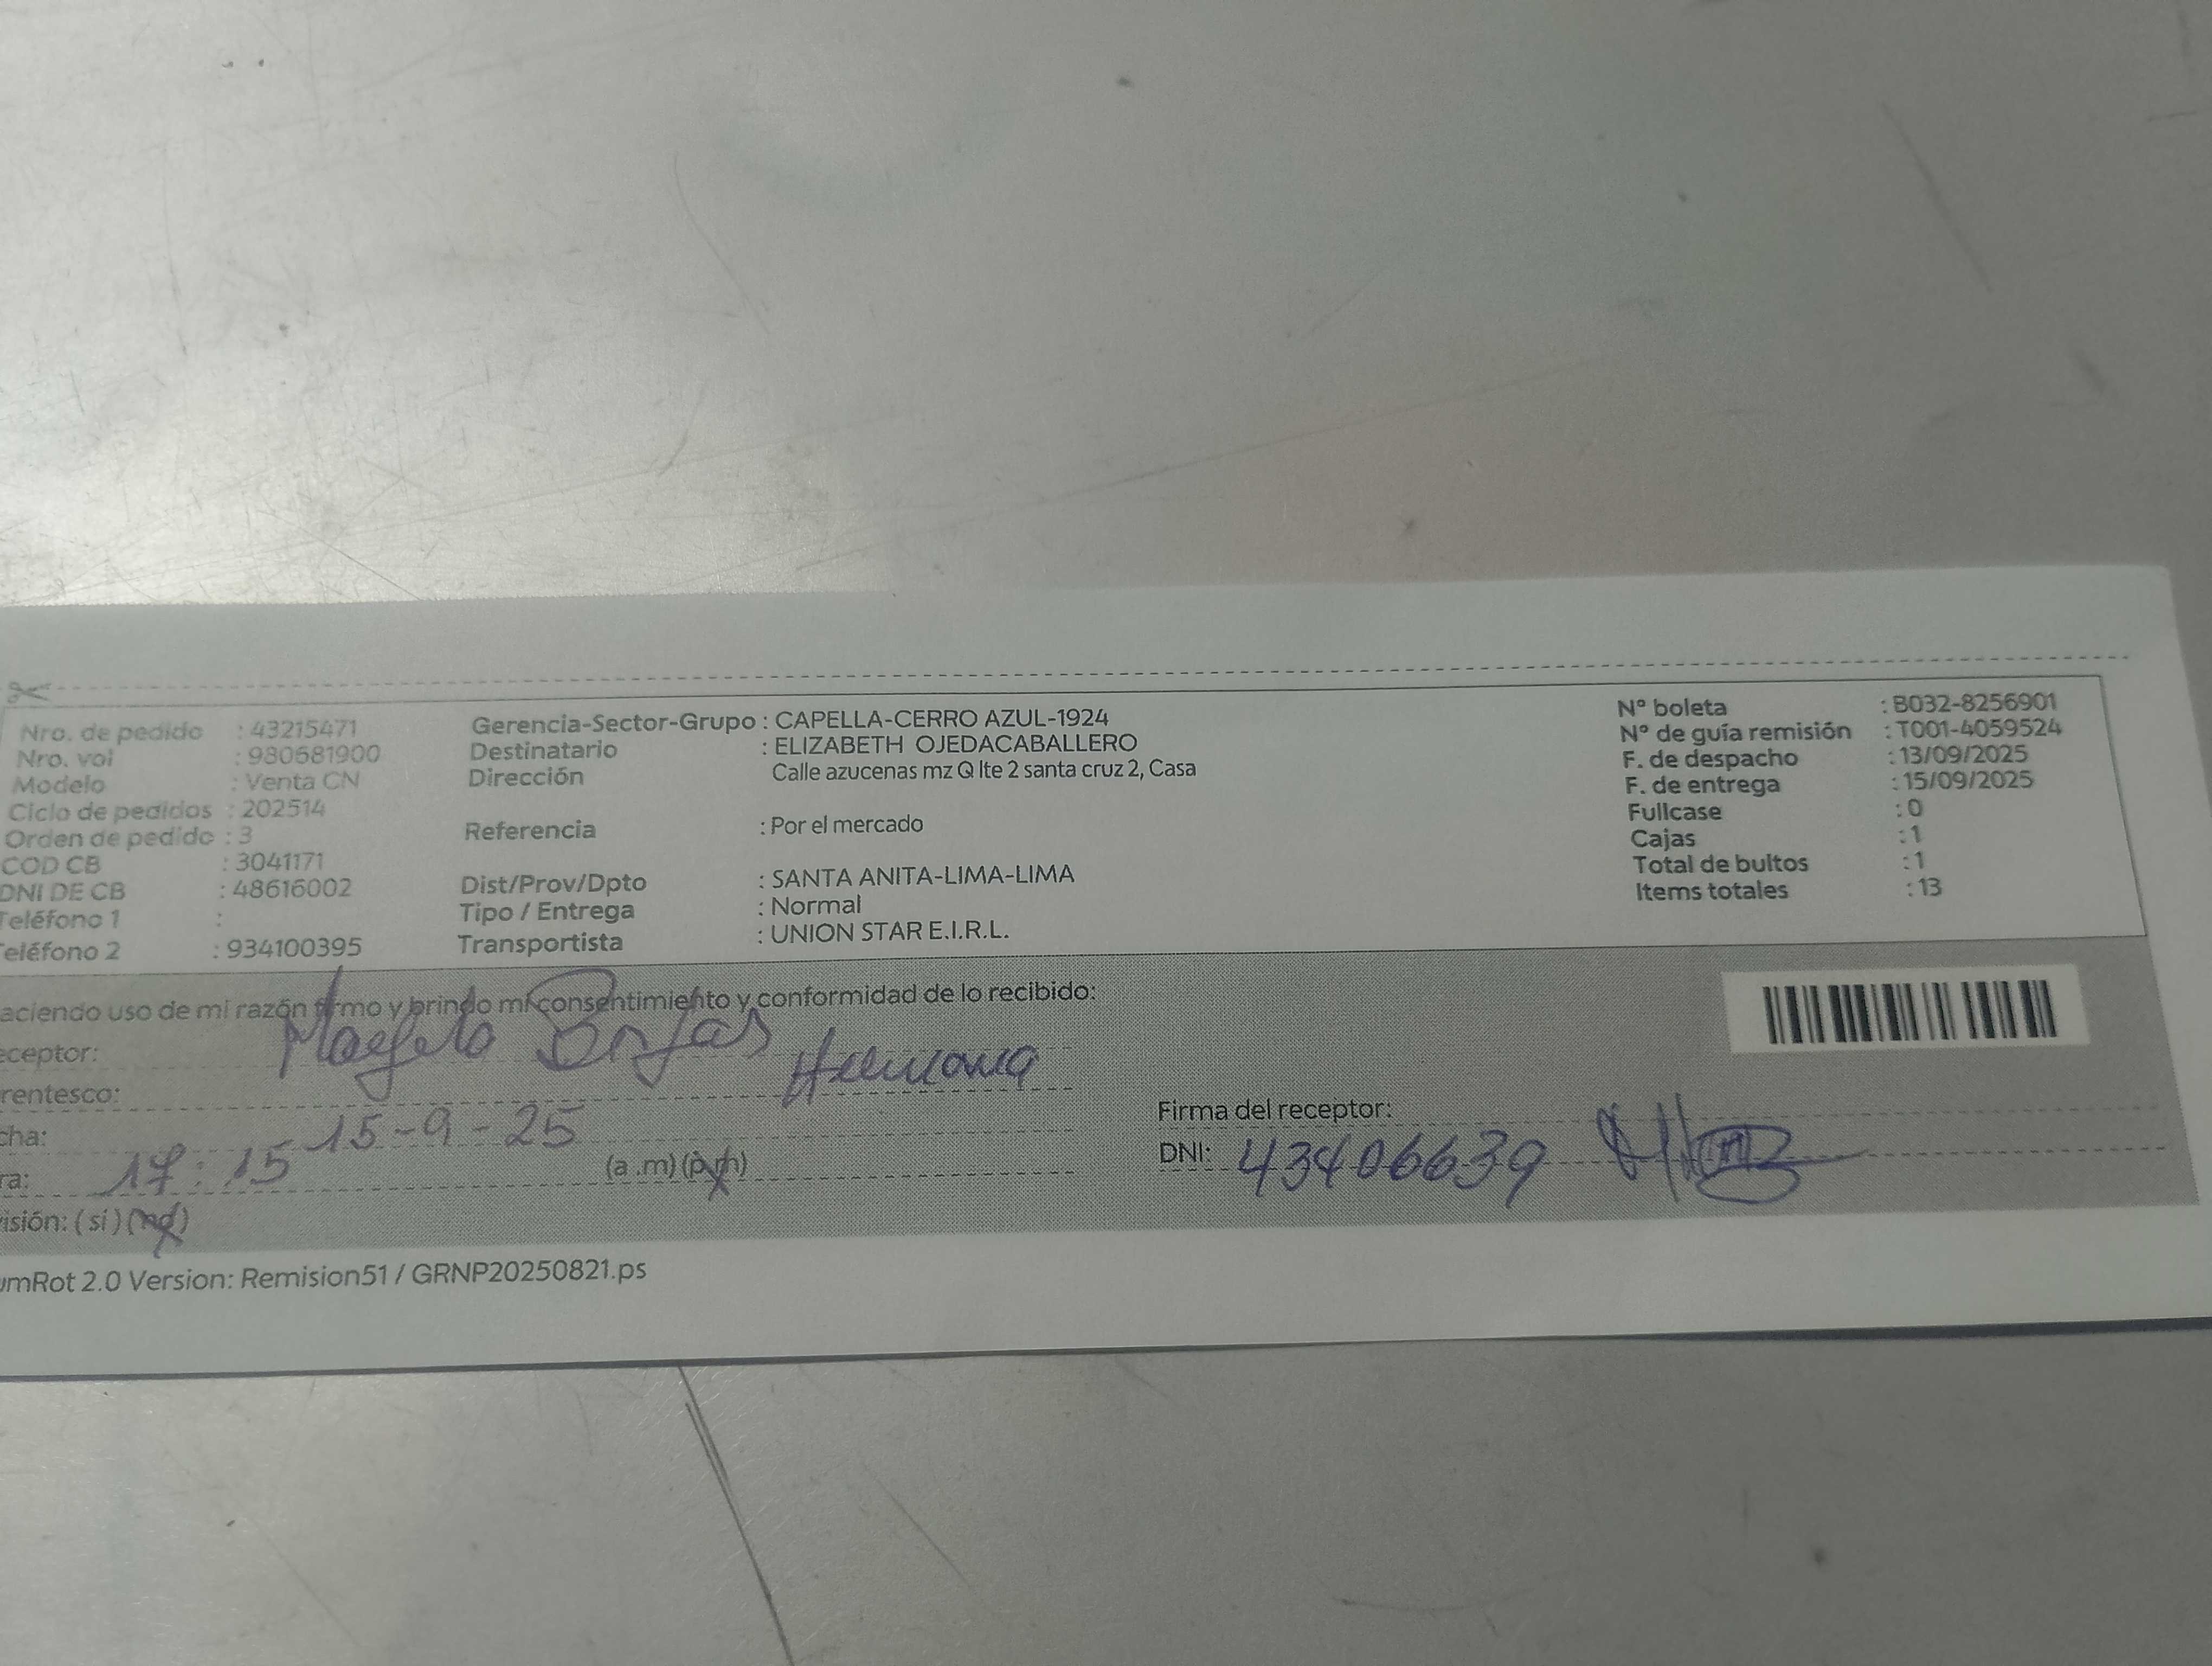 Nro. de pedido : 43215471
Nro. vol : 980681900
Modelo : Venta CN
Ciclo de pedidos : 202514
Orden de pedido : 3
COD CB : 3041171
DNI DE CB : 48616002
Teléfono 1 :
Teléfono 2 : 934100395
Gerencia-Sector-Grupo : CAPELLA-CERRO AZUL-1924
Destinatario : ELIZABETH OJEDACABALLERO
Dirección Calle azucenas mz Q lte 2 santa cruz 2, Casa
Referencia : Por el mercado
Dist/Prov/Dpto : SANTA ANITA-LIMA-LIMA
Tipo / Entrega : Normal
Transportista : UNION STAR E.I.R.L.
N° boleta : B032-8256901
N° de guía remisión : T001-4059524
F. de despacho : 13/09/2025
F. de entrega : 15/09/2025
Fullcase : 0
Cajas : 1
Total de bultos : 1
Items totales : 13
aciendo uso de mi razón firmo y brindo mi consentimiento y conformidad de lo recibido:
eceptor:
rentesco: Hermana
cha: 15-9-25
ra: 17:15 (a.m) (p.m)
isión: (si) (no)
Firma del receptor:
DNI: 43406639
umRot 2.0 Version: Remision51 / GRNP20250821.ps